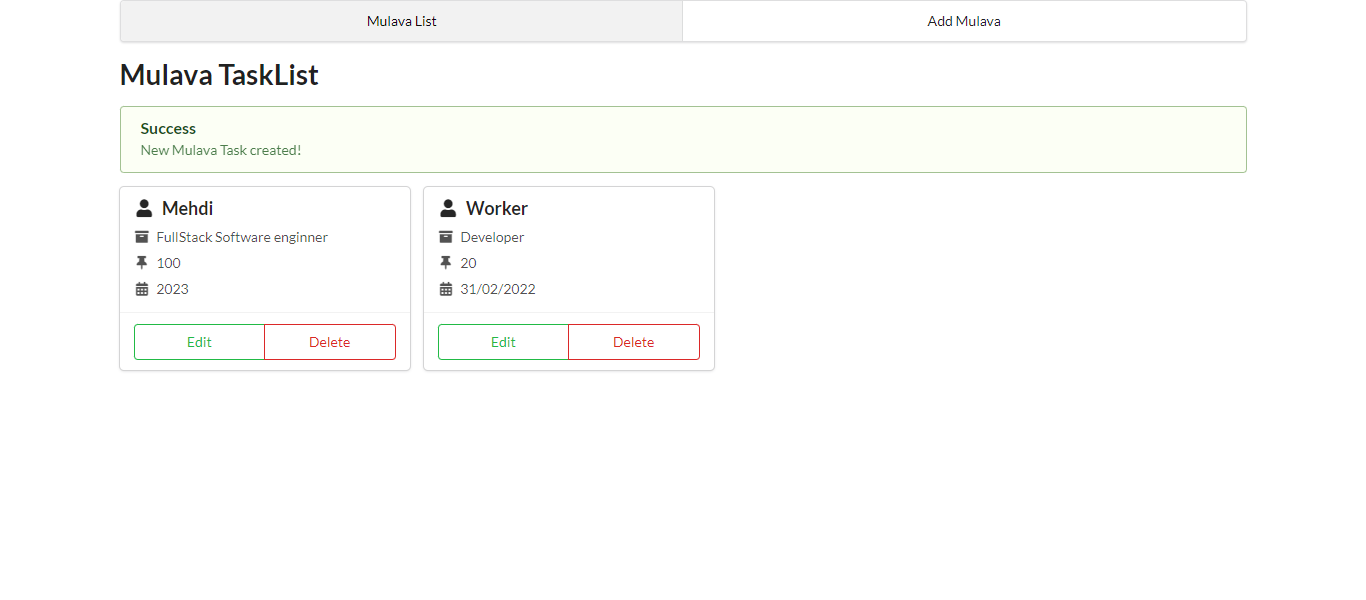 Mulava List
Add Mulava
Mulava TaskList
Success
New Mulava Task created!
Mehdi
FullStack Software enginner
100
2023
Edit
Delete
Worker
Developer
20
31/02/2022
Edit
Delete